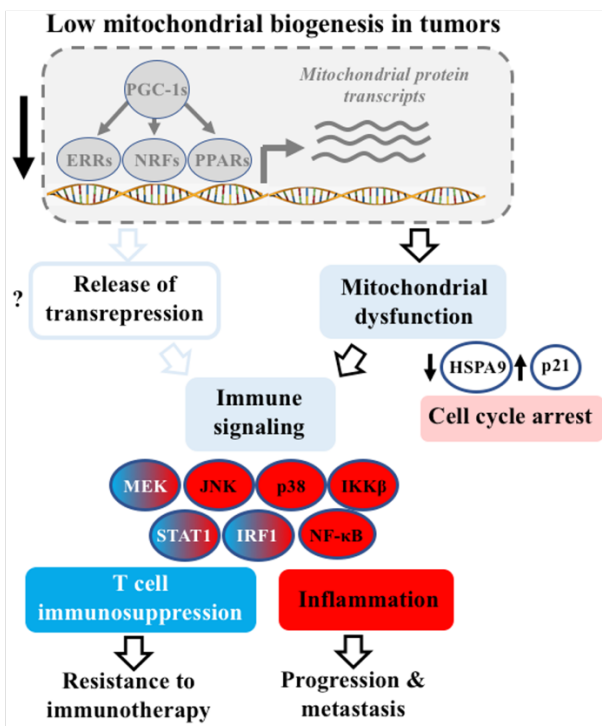 Low mitochondrial biogenesis in tumors
PGC-1s
Mitochondrial protein
transcripts
ERRs
NRFs
PPARs
?
Release of
transrepression
Mitochondrial
dysfunction
HSPA9
p21
Cell cycle arrest
Immune
signaling
MEK
JNK
p38
IKKβ
STAT1
IRF1
NF-κB
T cell
immunosuppression
Inflammation
Resistance to
immunotherapy
Progression &
metastasis